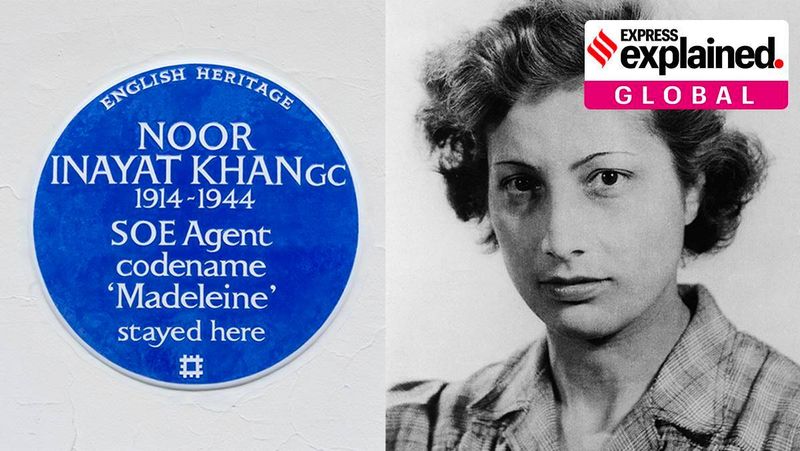 ENGLISH HERITAGE
NOOR
INAYAT KHAN GC
1914-1944
SOE Agent
codename
‘Madeleine’
stayed here
EXPRESS
explained.
GLOBAL